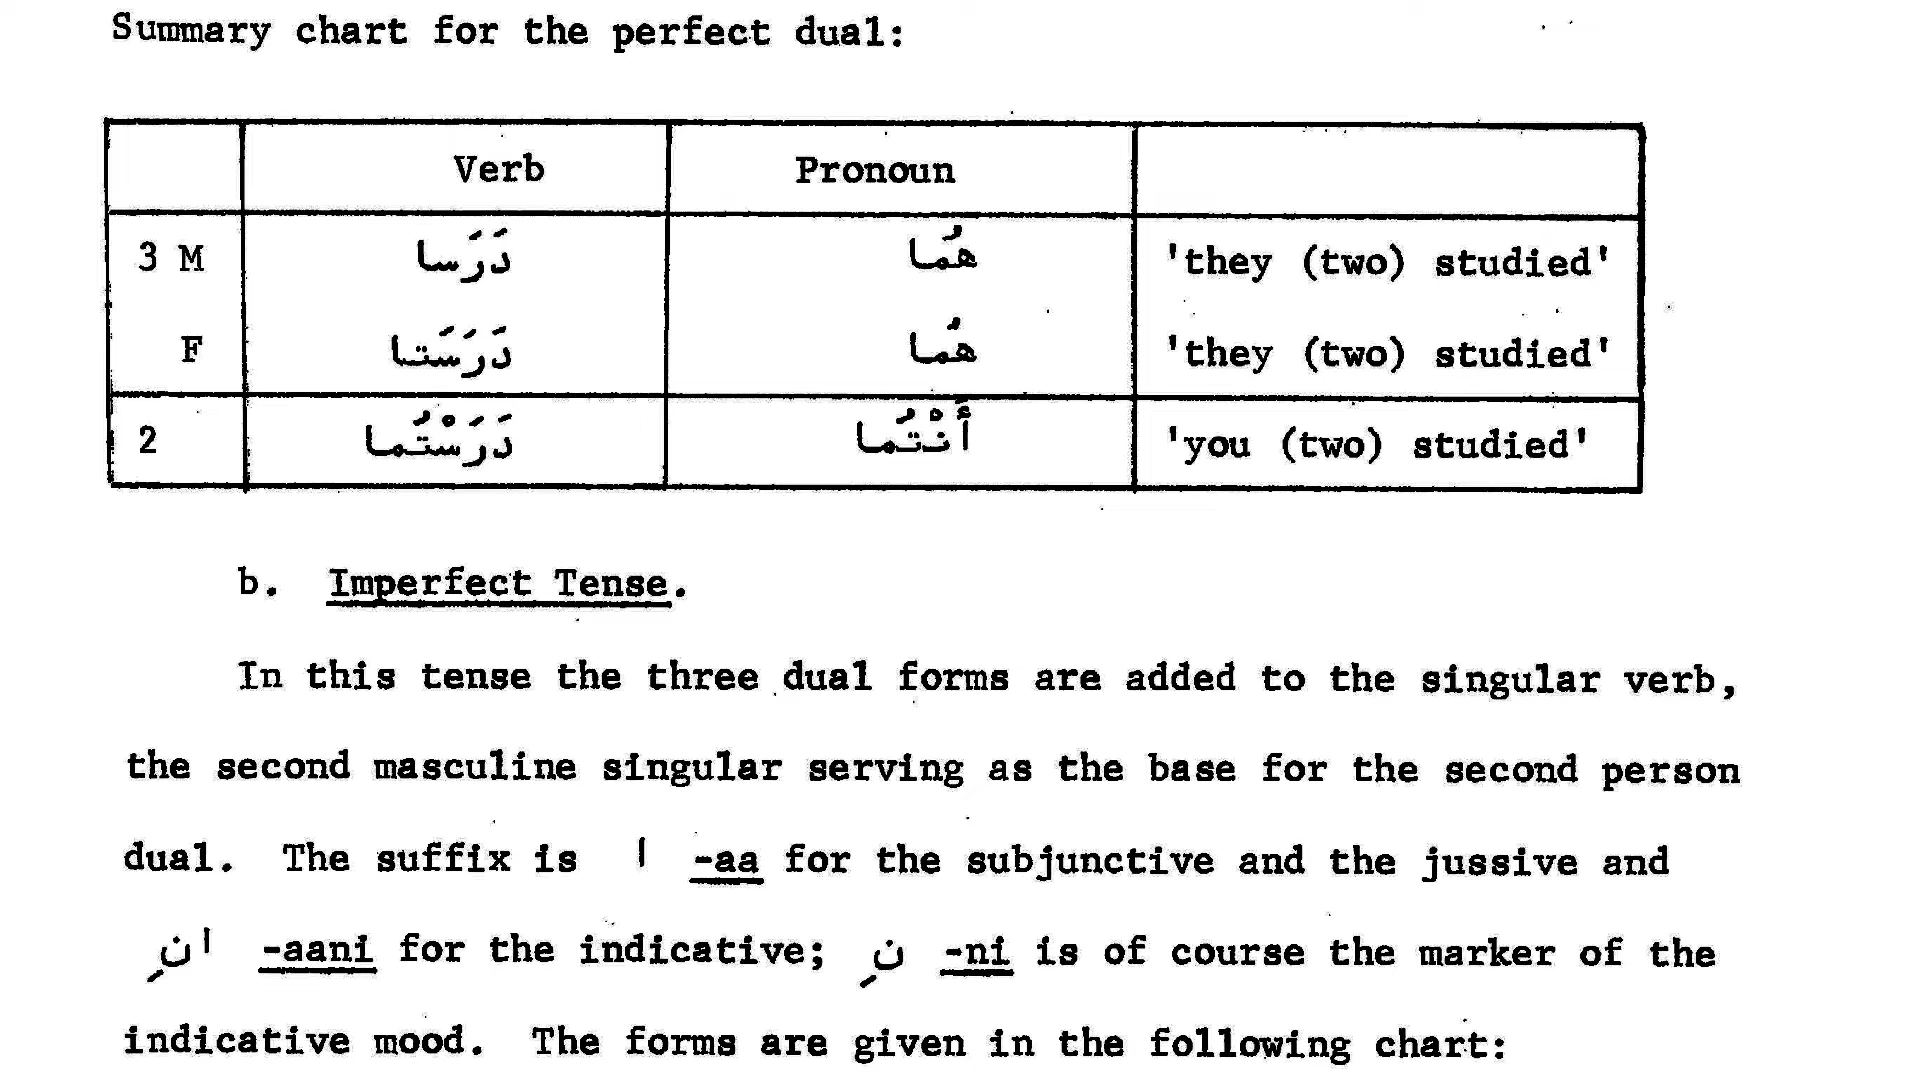 Summary chart for the perfect dual:
Verb Pronoun
3 M دَرَسا هُما 'they (two) studied'
F دَرَسَتا هُما 'they (two) studied'
2 دَرَسْتُما أَنْتُما 'you (two) studied'
b. Imperfect Tense.
In this tense the three dual forms are added to the singular verb,
the second masculine singular serving as the base for the second person
dual. The suffix is ا -aa for the subjunctive and the jussive and
انِ -aani for the indicative; نِ -ni is of course the marker of the
indicative mood. The forms are given in the following chart: